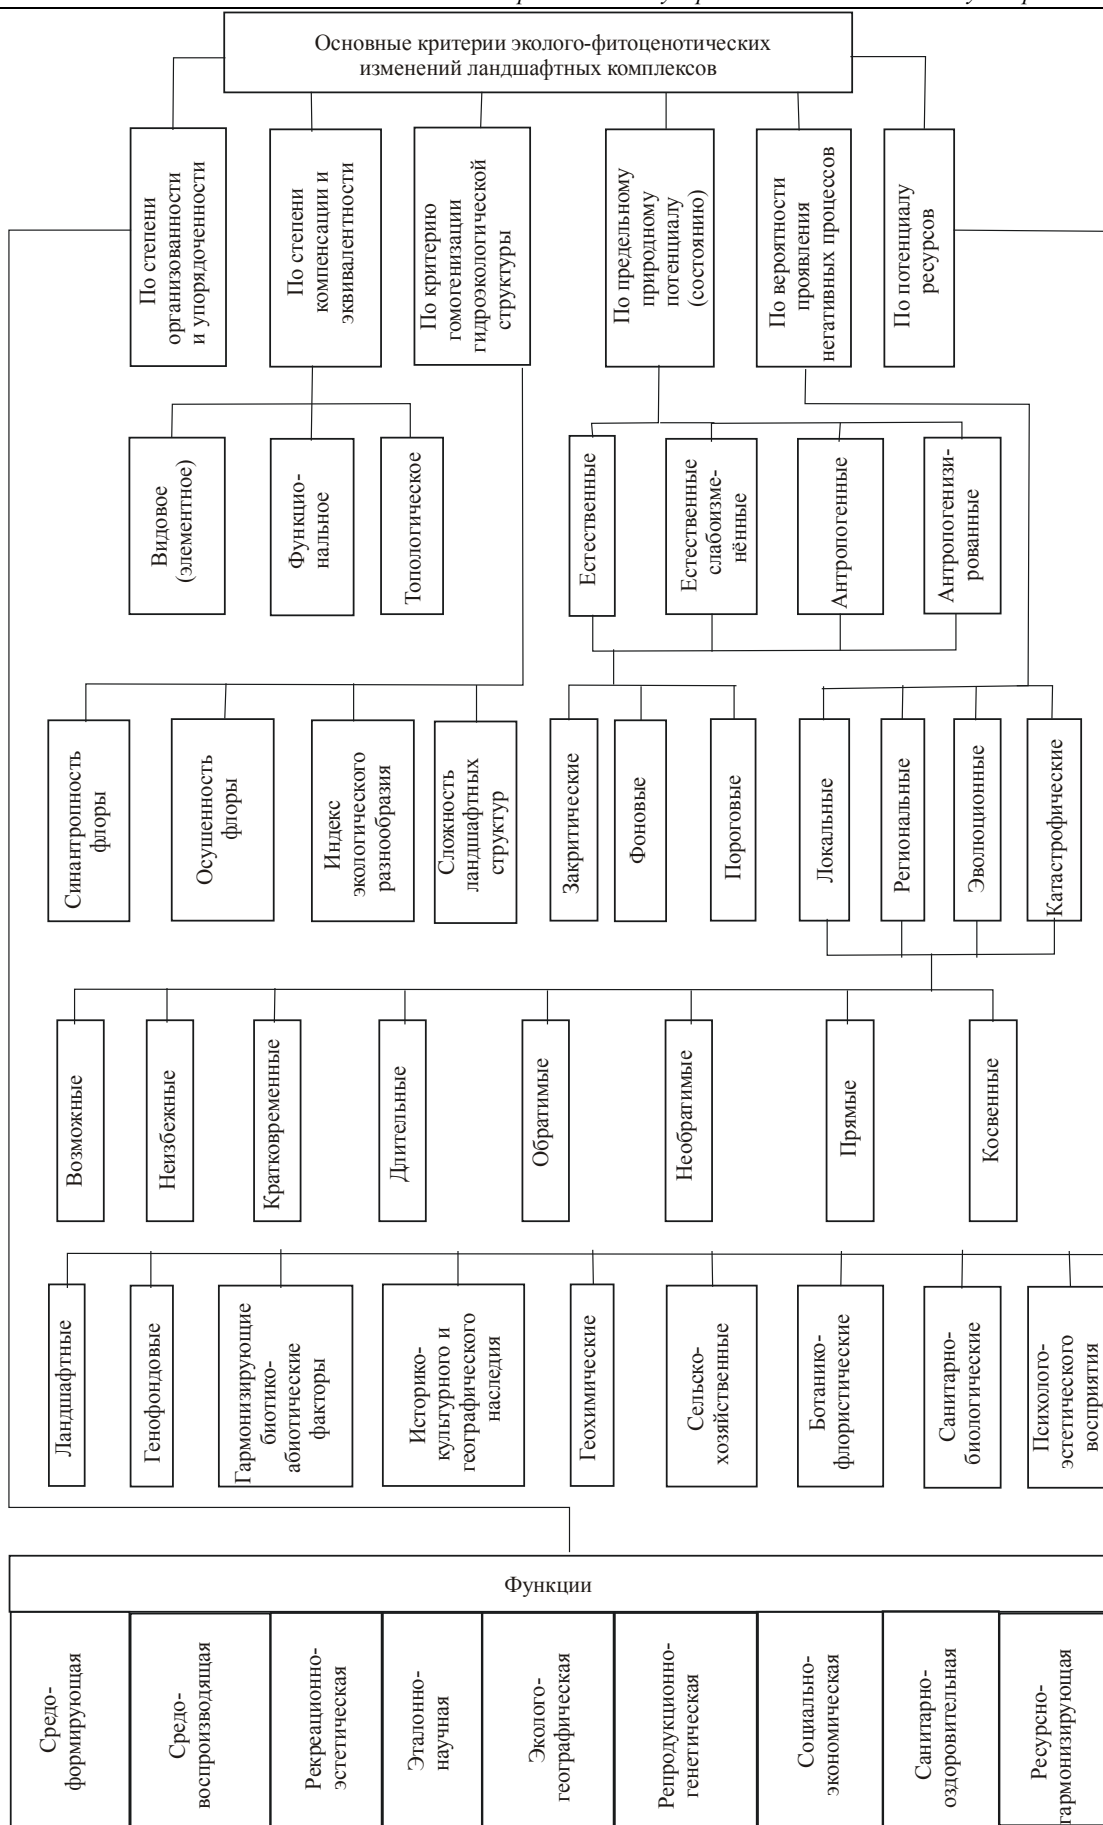 Основные критерии эколого-фитоценотических
изменений ландшафтных комплексов
По степени
организованности
и упорядоченности
По степени
компенсации и
эквивалентности
По критерию
гомогенизации
гидроэкологической
структуры
По предельному
природному
потенциалу
(состоянию)
По вероятности
проявления
негативных процессов
По потенциалу
ресурсов
Видовое
(элементное)
Функцио-
нальное
Топологическое
Естественные
Естественные
слабоизме-
нённые
Антропогенные
Антропогенизи-
рованные
Синантропность
флоры
Осушенность
флоры
Индекс
экологического
разнообразия
Сложность
ландшафтных
структур
Закритические
Фоновые
Пороговые
Локальные
Региональные
Эволюционные
Катастрофические
Возможные
Неизбежные
Кратковременные
Длительные
Обратимые
Необратимые
Прямые
Косвенные
Ландшафтные
Генофондовые
Гармонизирующие
биотико-
абиотические
факторы
Историко-
культурного и
географического
наследия
Геохимические
Сельско-
хозяйственные
Ботанико-
флористические
Санитарно-
биологические
Психолого-
эстетического
восприятия
Функции
Средо-
формирующая
Средо-
воспроизводящая
Рекреационно-
эстетическая
Эталонно-
научная
Эколого-
географическая
Репродукционно-
генетическая
Социально-
экономическая
Санитарно-
оздоровительная
Ресурсно-
гармонизирующая